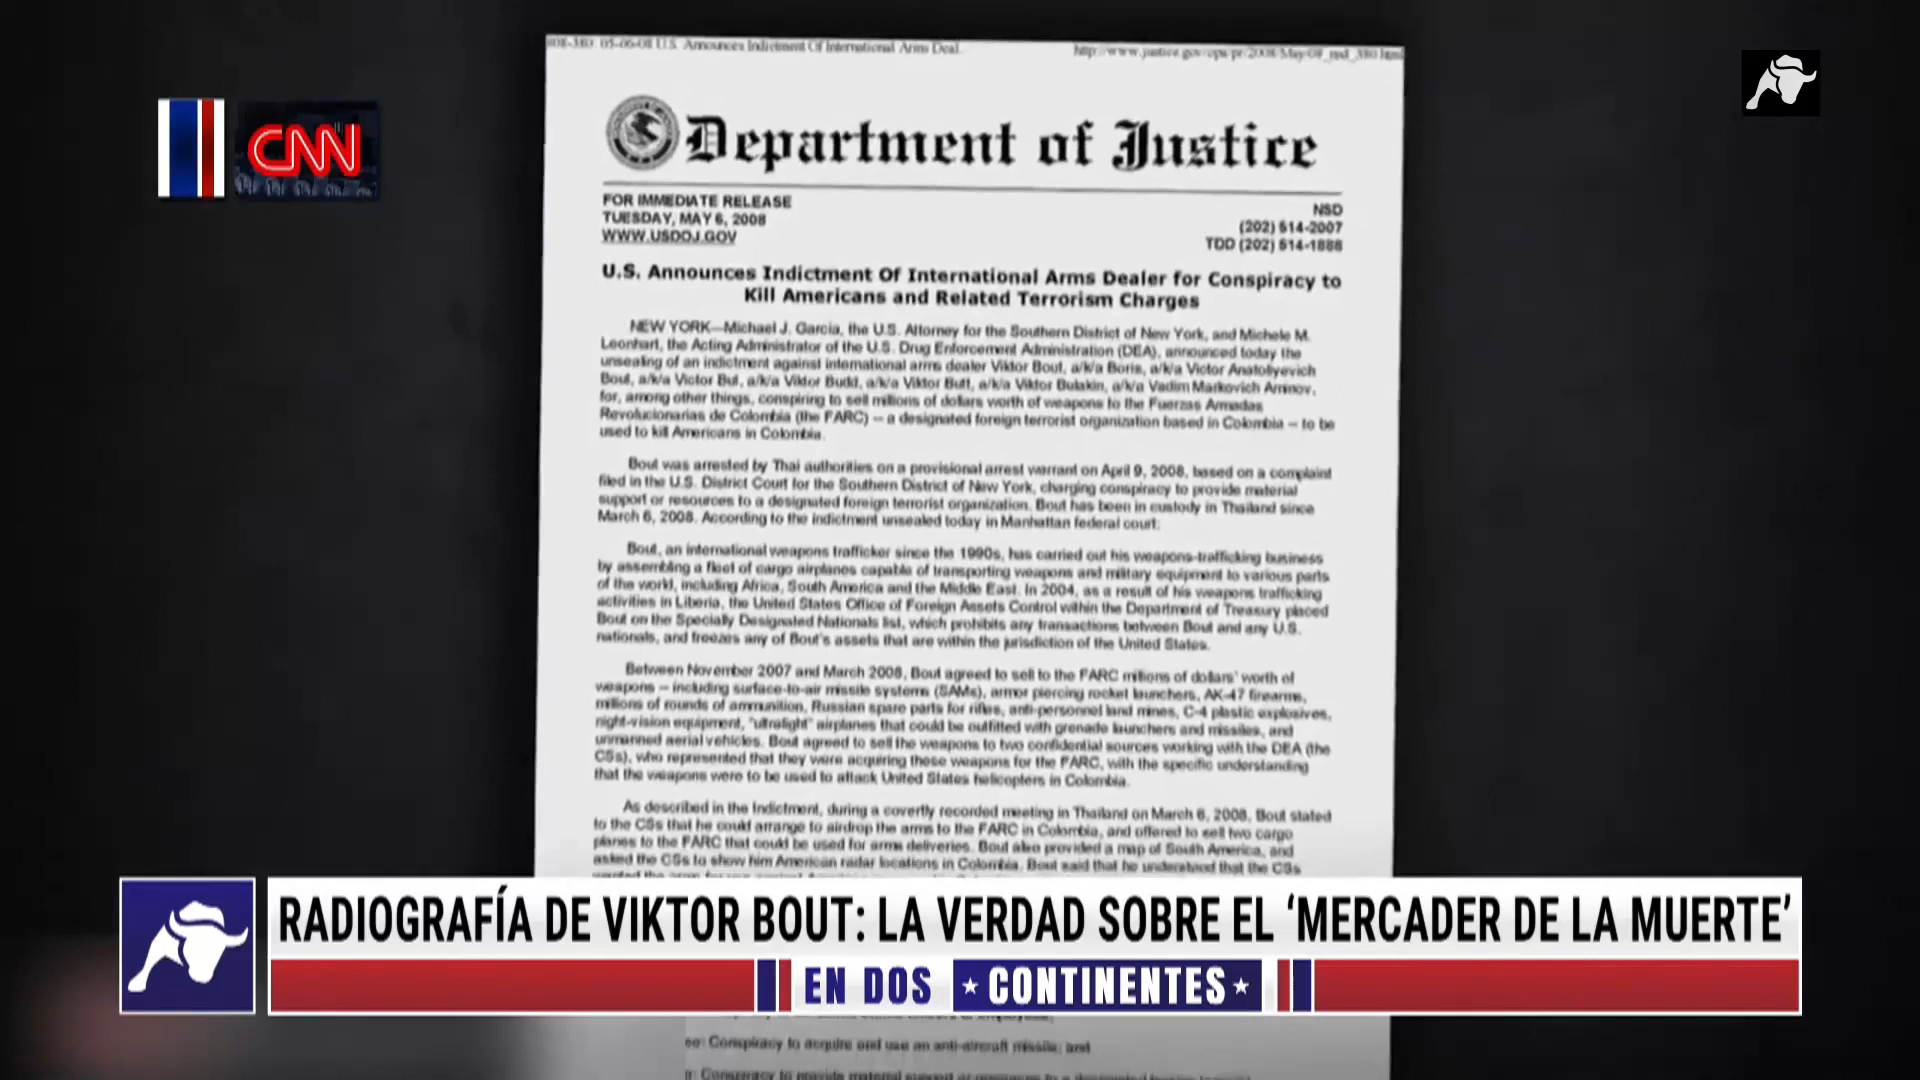 808-380: 05-06-08 U.S. Announces Indictment Of International Arms Deal...
http://www.justice.gov/opa/pr/2008/May/08_nsd_380.html
CNN
Department of Justice
FOR IMMEDIATE RELEASE
TUESDAY, MAY 6, 2008
WWW.USDOJ.GOV
NSD
(202) 514-2007
TDD (202) 514-1888
U.S. Announces Indictment Of International Arms Dealer for Conspiracy to
Kill Americans and Related Terrorism Charges
NEW YORK—Michael J. Garcia, the U.S. Attorney for the Southern District of New York, and Michele M.
Leonhart, the Acting Administrator of the U.S. Drug Enforcement Administration (DEA), announced today the
unsealing of an indictment against international arms dealer Viktor Bout, a/k/a Boris, a/k/a Victor Anatoliyevich
Bout, a/k/a Victor But, a/k/a Viktor Budd, a/k/a Viktor Butt, a/k/a Viktor Bulakin, a/k/a Vadim Markovich Aminov,
for, among other things, conspiring to sell millions of dollars worth of weapons to the Fuerzas Armadas
Revolucionarias de Colombia (the FARC) -- a designated foreign terrorist organization based in Colombia -- to be
used to kill Americans in Colombia.
Bout was arrested by Thai authorities on a provisional arrest warrant on April 9, 2008, based on a complaint
filed in the U.S. District Court for the Southern District of New York, charging conspiracy to provide material
support or resources to a designated foreign terrorist organization. Bout has been in custody in Thailand since
March 6, 2008. According to the indictment unsealed today in Manhattan federal court:
Bout, an international weapons trafficker since the 1990s, has carried out his weapons-trafficking business
by assembling a fleet of cargo airplanes capable of transporting weapons and military equipment to various parts
of the world, including Africa, South America and the Middle East. In 2004, as a result of his weapons trafficking
activities in Liberia, the United States Office of Foreign Assets Control within the Department of Treasury placed
Bout on the Specially Designated Nationals list, which prohibits any transactions between Bout and any U.S.
nationals, and freezes any of Bout's assets that are within the jurisdiction of the United States.
Between November 2007 and March 2008, Bout agreed to sell to the FARC millions of dollars' worth of
weapons -- including surface-to-air missile systems (SAMs), armor piercing rocket launchers, AK-47 firearms,
millions of rounds of ammunition, Russian spare parts for rifles, anti-personnel land mines, C-4 plastic explosives,
night-vision equipment, "ultralight" airplanes that could be outfitted with grenade launchers and missiles, and
unmanned aerial vehicles. Bout agreed to sell the weapons to two confidential sources working with the DEA (the
CSs), who represented that they were acquiring these weapons for the FARC, with the specific understanding
that the weapons were to be used to attack United States helicopters in Colombia.
As described in the Indictment, during a covertly recorded meeting in Thailand on March 6, 2008, Bout stated
to the CSs that he could arrange to airdrop the arms to the FARC in Colombia, and offered to sell two cargo
planes to the FARC that could be used for arms deliveries. Bout also provided a map of South America, and
asked the CSs to show him American radar locations in Colombia. Bout said that he understood that the CSs
RADIOGRAFÍA DE VIKTOR BOUT: LA VERDAD SOBRE EL ‘MERCADER DE LA MUERTE’
EN DOS CONTINENTES
Conspiracy to acquire and use an anti-aircraft missile; and